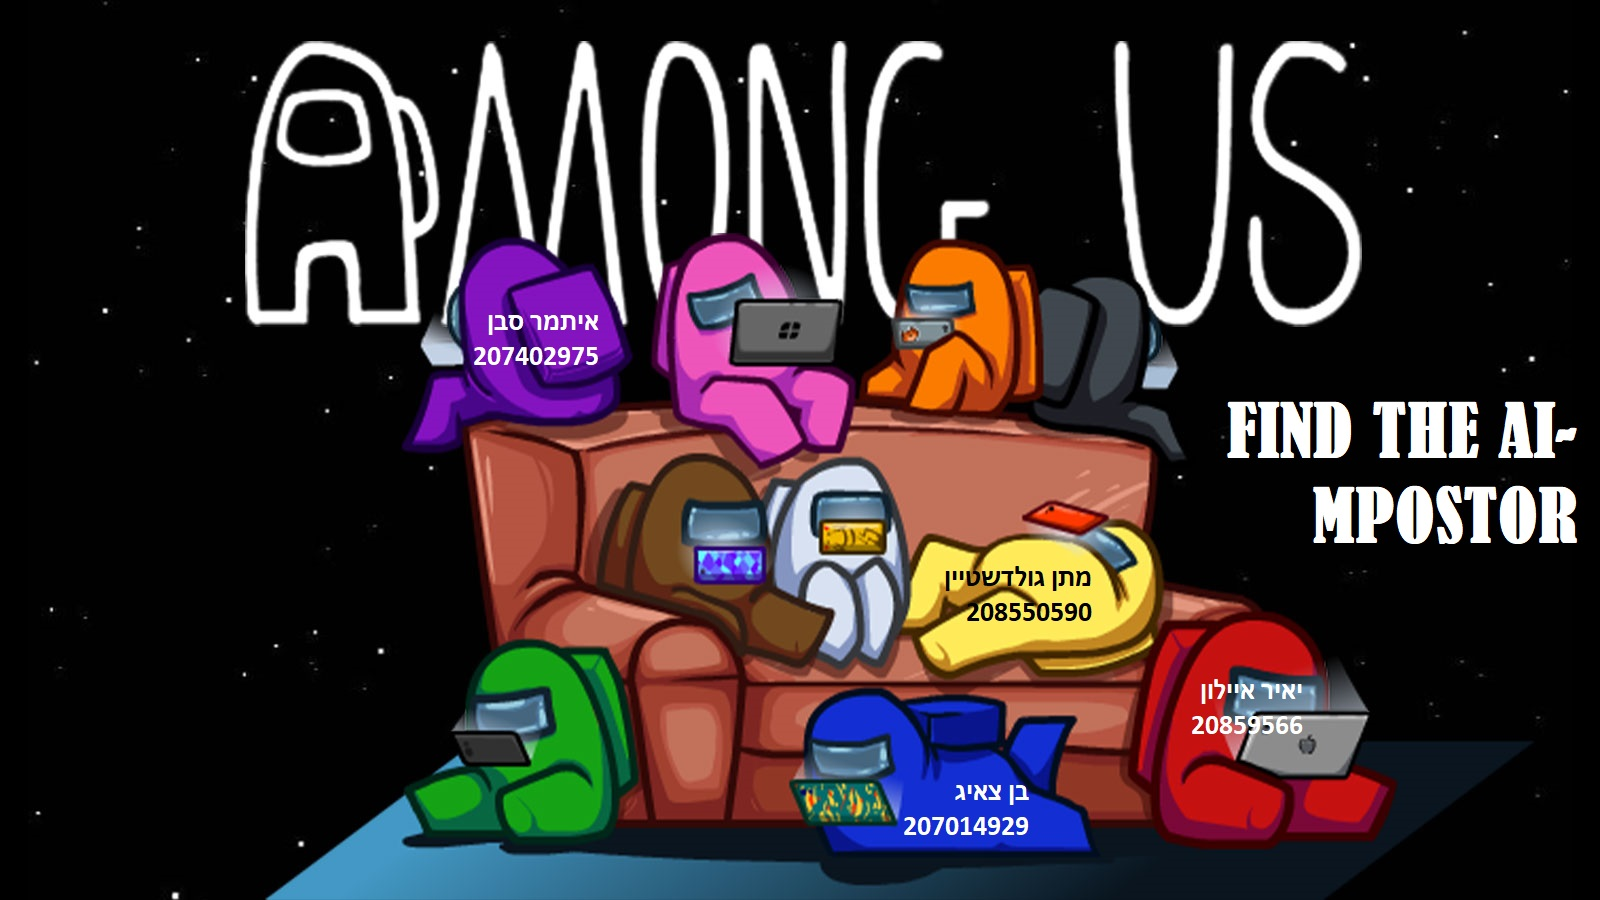 AMONG US
איתמר סבן
207402975
FIND THE AI-
MPOSTOR
מתן גולדשטיין
208550590
יאיר איילון
20859566
בן צאיג
207014929